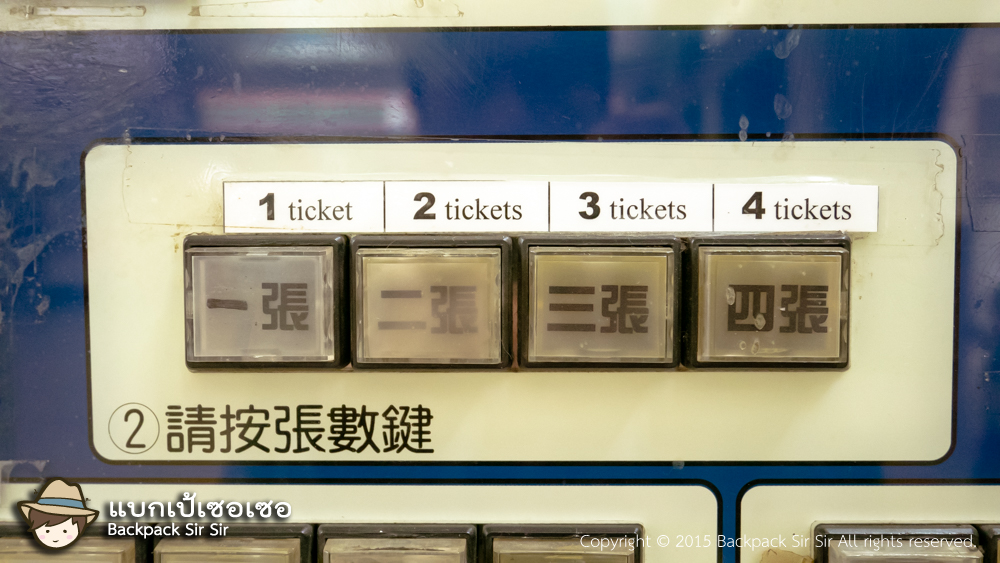 1 ticket 2 tickets 3 tickets 4 tickets
一張 二張 三張 四張
②請按張數鍵
แบกเป้เซอเซอ
Backpack Sir Sir
Copyright © 2015 Backpack Sir Sir All rights reserved.